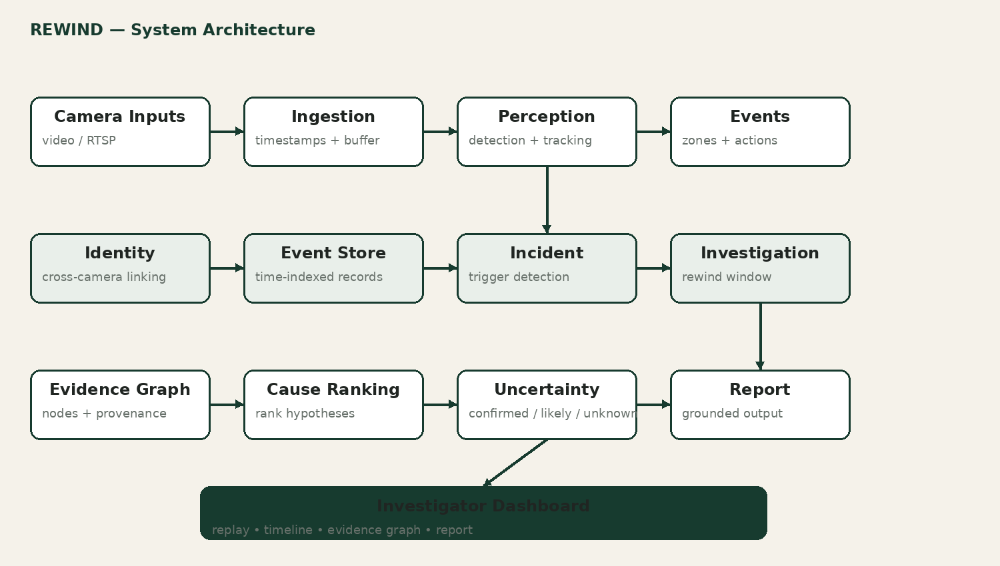 REWIND — System Architecture
Camera Inputs
video / RTSP
Ingestion
timestamps + buffer
Perception
detection + tracking
Events
zones + actions
Identity
cross-camera linking
Event Store
time-indexed records
Incident
trigger detection
Investigation
rewind window
Evidence Graph
nodes + provenance
Cause Ranking
rank hypotheses
Uncertainty
confirmed / likely / unknown
Report
grounded output
Investigator Dashboard
replay • timeline • evidence graph • report